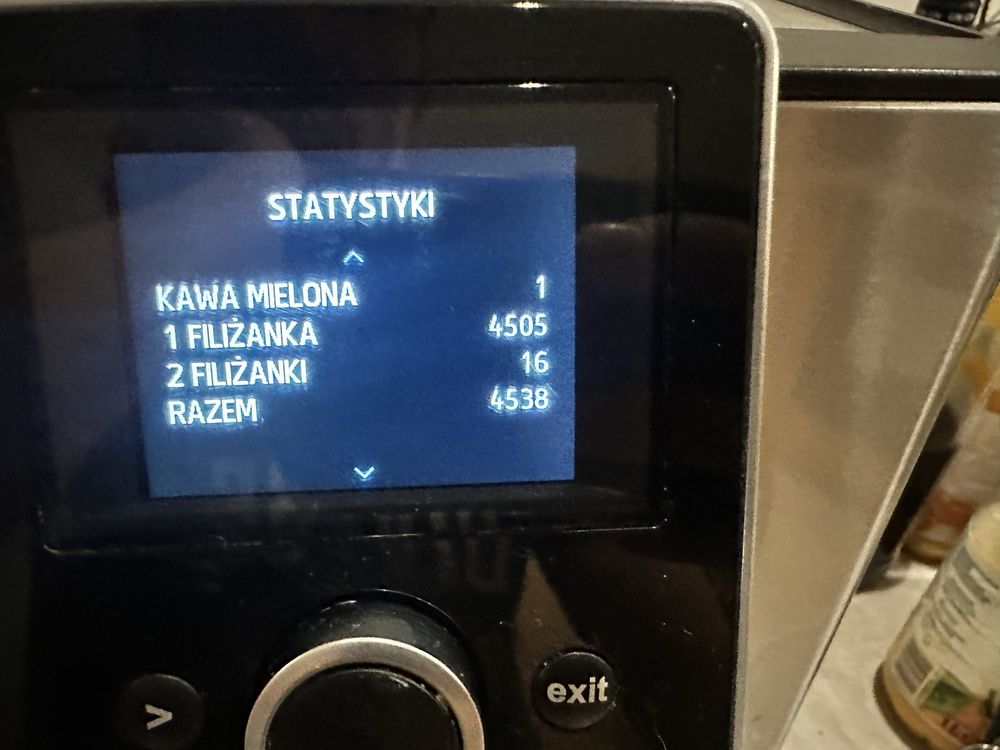 STATYSTYKI
KAWA MIELONA 1
1 FILIŻANKA 4505
2 FILIŻANKI 16
RAZEM 4538
>
exit